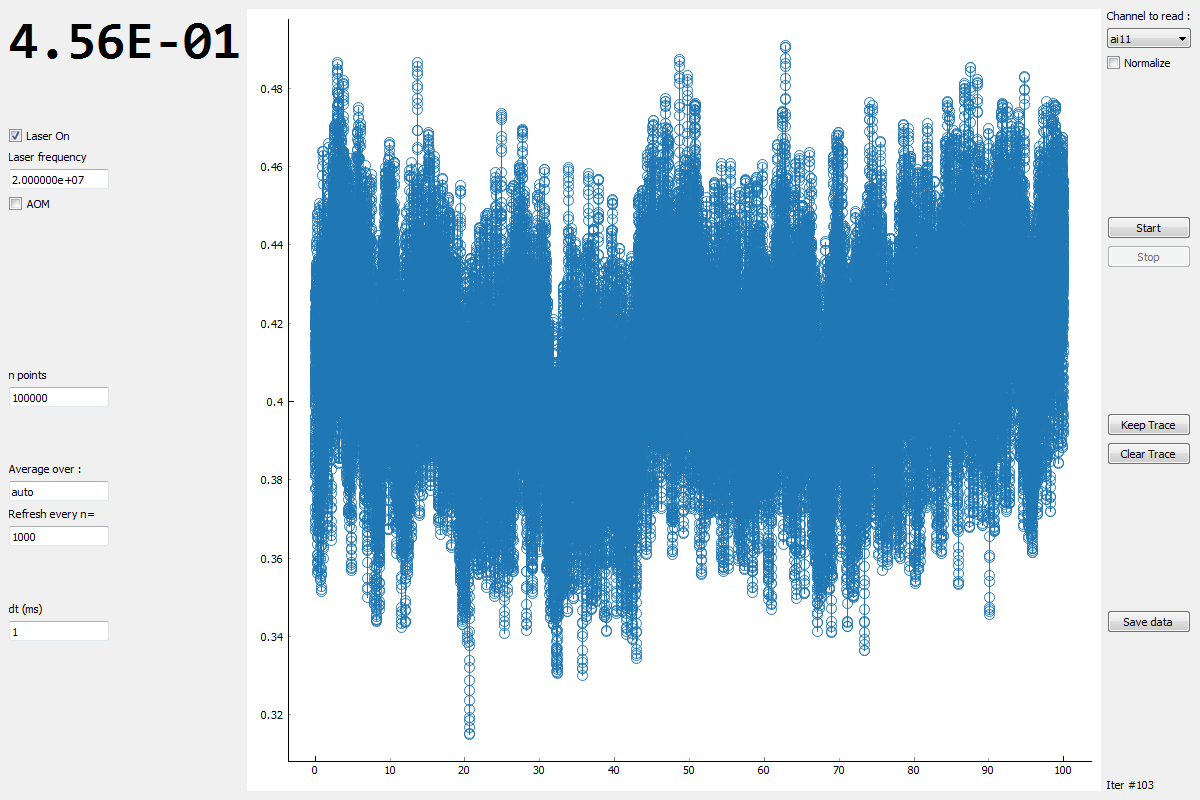 4.56E-01
Laser On
Laser frequency
2.000000e+07
AOM
n points
100000
Average over :
auto
Refresh every n=
1000
dt (ms)
1
0.48
0.46
0.44
0.42
0.4
0.38
0.36
0.34
0.32
0 10 20 30 40 50 60 70 80 90 100
Channel to read :
ai11
Normalize
Start
Stop
Keep Trace
Clear Trace
Save data
Iter #103